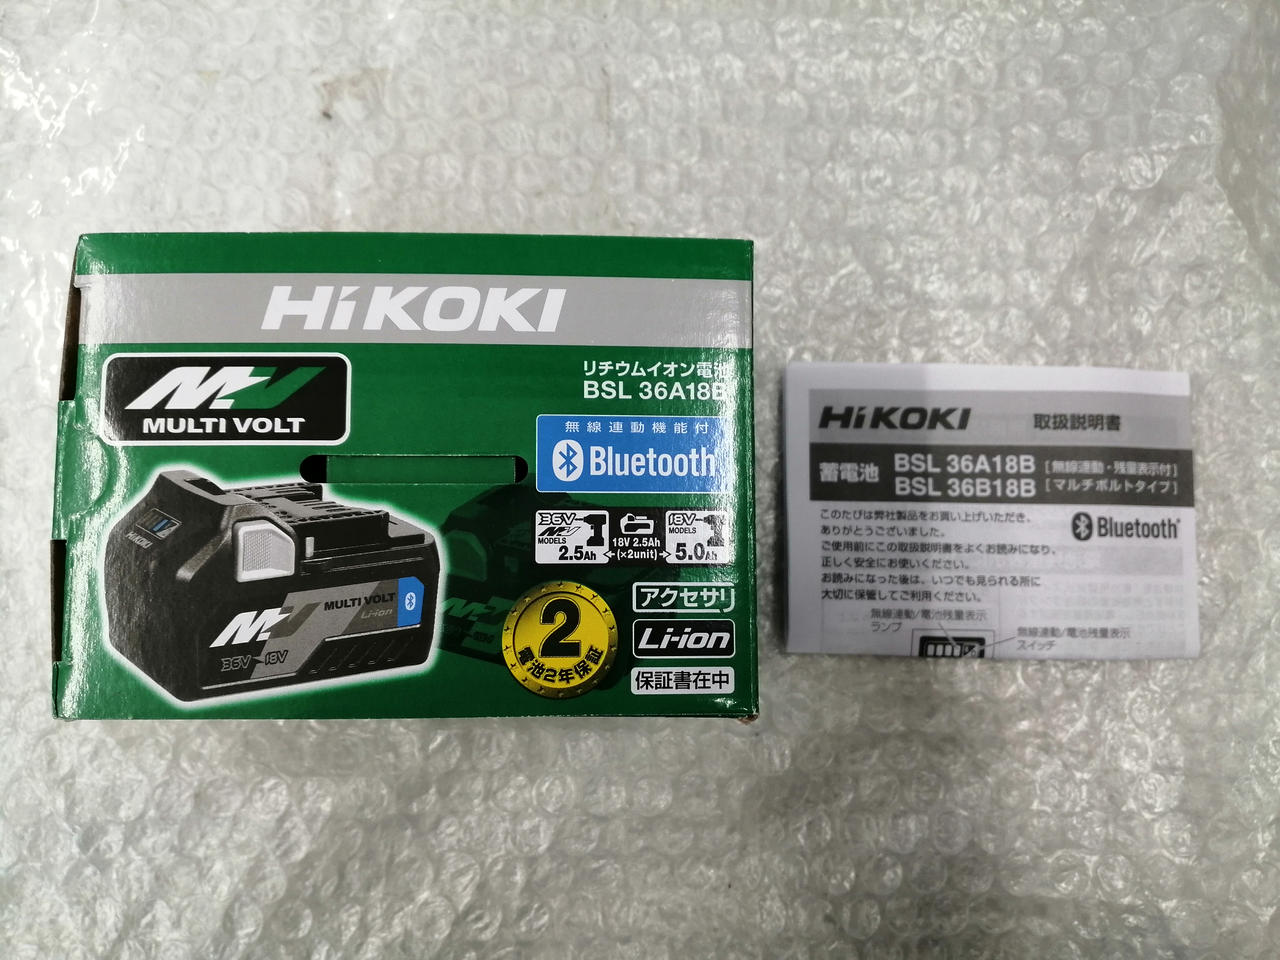 HiKOKI
MULTI VOLT
リチウムイオン電池
BSL 36A18B
無線連動機能付
Bluetooth
36V
MODELS
2.5Ah
18V 2.5Ah
(×2unit)
18V
MODELS
5.0Ah
HiKOKI
MULTI VOLT
Li-ion
36V 18V
2
電池2年保証
アクセサリ
Li-ion
保証書在中
HiKOKI 取扱説明書
蓄電池
BSL 36A18B [無線連動・残量表示付]
BSL 36B18B [マルチボルトタイプ]
このたびは弊社製品をお買い上げいただき、
ありがとうございました。
ご使用前にこの取扱説明書をよくお読みになり、
正しく安全にお使いください。
お読みになった後は、いつでも見られる所に
大切に保管してご利用ください。
Bluetooth®
無線連動/電池残量表示
ランプ
無線連動/電池残量表示
スイッチ